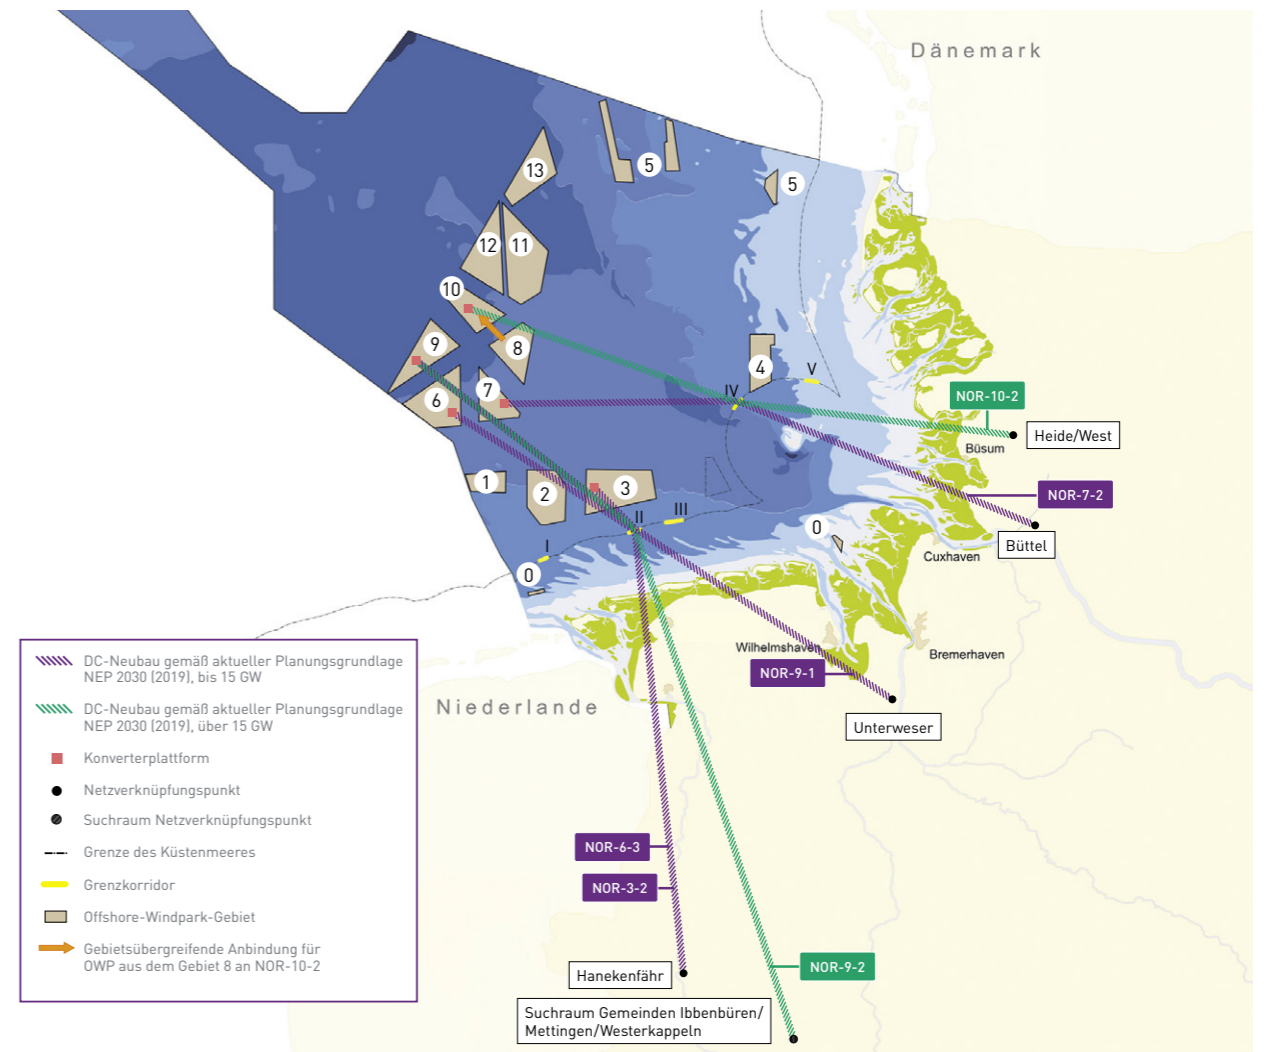 Dänemark
13
5
5
12
11
10
9
8
7
6
4
V
IV
NOR-10-2
Heide/West
Büsum
1
2
3
III
II
I
NOR-7-2
Büttel
0
Cuxhaven
0
Wilhelmshaven
Bremerhaven
NOR-9-1
Niederlande
Unterweser
DC-Neubau gemäß aktueller Planungsgrundlage
NEP 2030 (2019), bis 15 GW
DC-Neubau gemäß aktueller Planungsgrundlage
NEP 2030 (2019), über 15 GW
Konverterplattform
Netzverknüpfungspunkt
Suchraum Netzverknüpfungspunkt
Grenze des Küstenmeeres
Grenzkorridor
Offshore-Windpark-Gebiet
Gebietsübergreifende Anbindung für
OWP aus dem Gebiet 8 an NOR-10-2
NOR-6-3
NOR-3-2
NOR-9-2
Hanekenfähr
Suchraum Gemeinden Ibbenbüren/
Mettingen/Westerkappeln